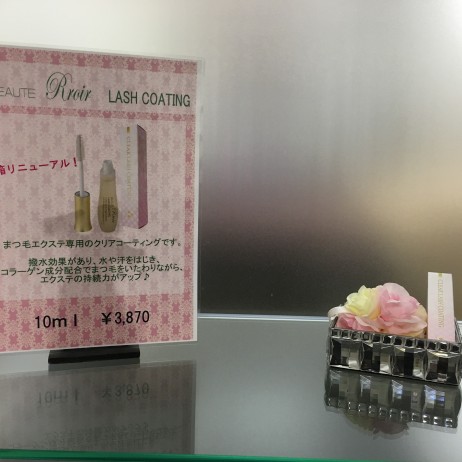 EAUTE Rroir LASH COATING
箱リニューアル！
まつ毛エクステ専用のクリアコーティングです。
撥水効果があり、水や汗をはじき、
コラーゲン成分配合でまつ毛をいたわりながら、
エクステの持続力がアップ♪
10ml ¥3,870